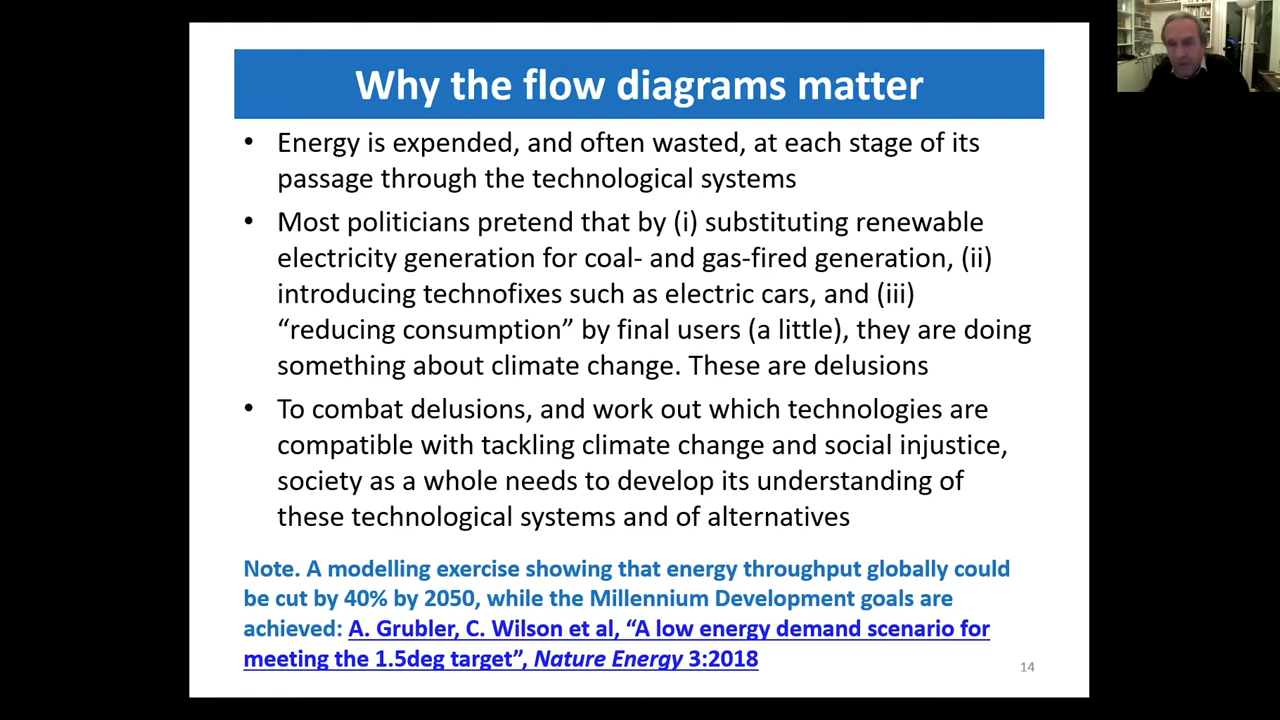 Why the flow diagrams matter
• Energy is expended, and often wasted, at each stage of its
passage through the technological systems
• Most politicians pretend that by (i) substituting renewable
electricity generation for coal- and gas-fired generation, (ii)
introducing technofixes such as electric cars, and (iii)
“reducing consumption” by final users (a little), they are doing
something about climate change. These are delusions
• To combat delusions, and work out which technologies are
compatible with tackling climate change and social injustice,
society as a whole needs to develop its understanding of
these technological systems and of alternatives
Note. A modelling exercise showing that energy throughput globally could
be cut by 40% by 2050, while the Millennium Development goals are
achieved: A. Grubler, C. Wilson et al, “A low energy demand scenario for
meeting the 1.5deg target”, Nature Energy 3:2018
14